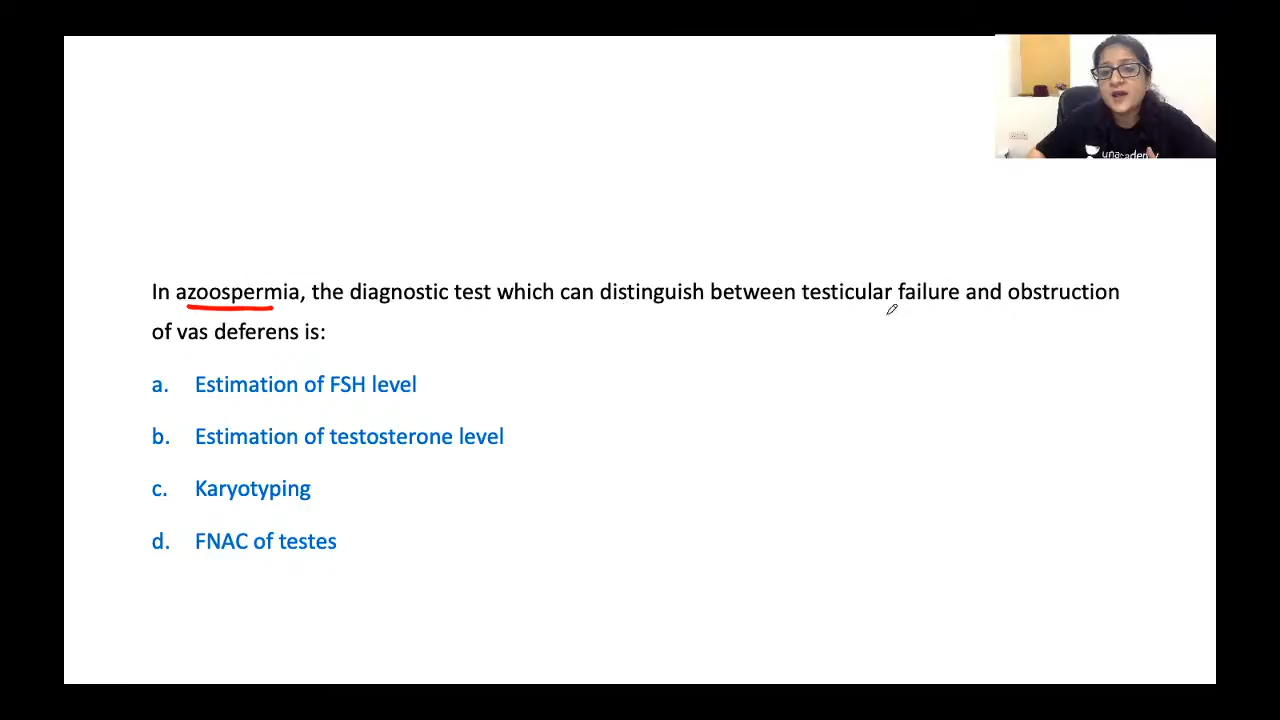 unacademy
In azoospermia, the diagnostic test which can distinguish between testicular failure and obstruction
of vas deferens is:
a. Estimation of FSH level
b. Estimation of testosterone level
c. Karyotyping
d. FNAC of testes